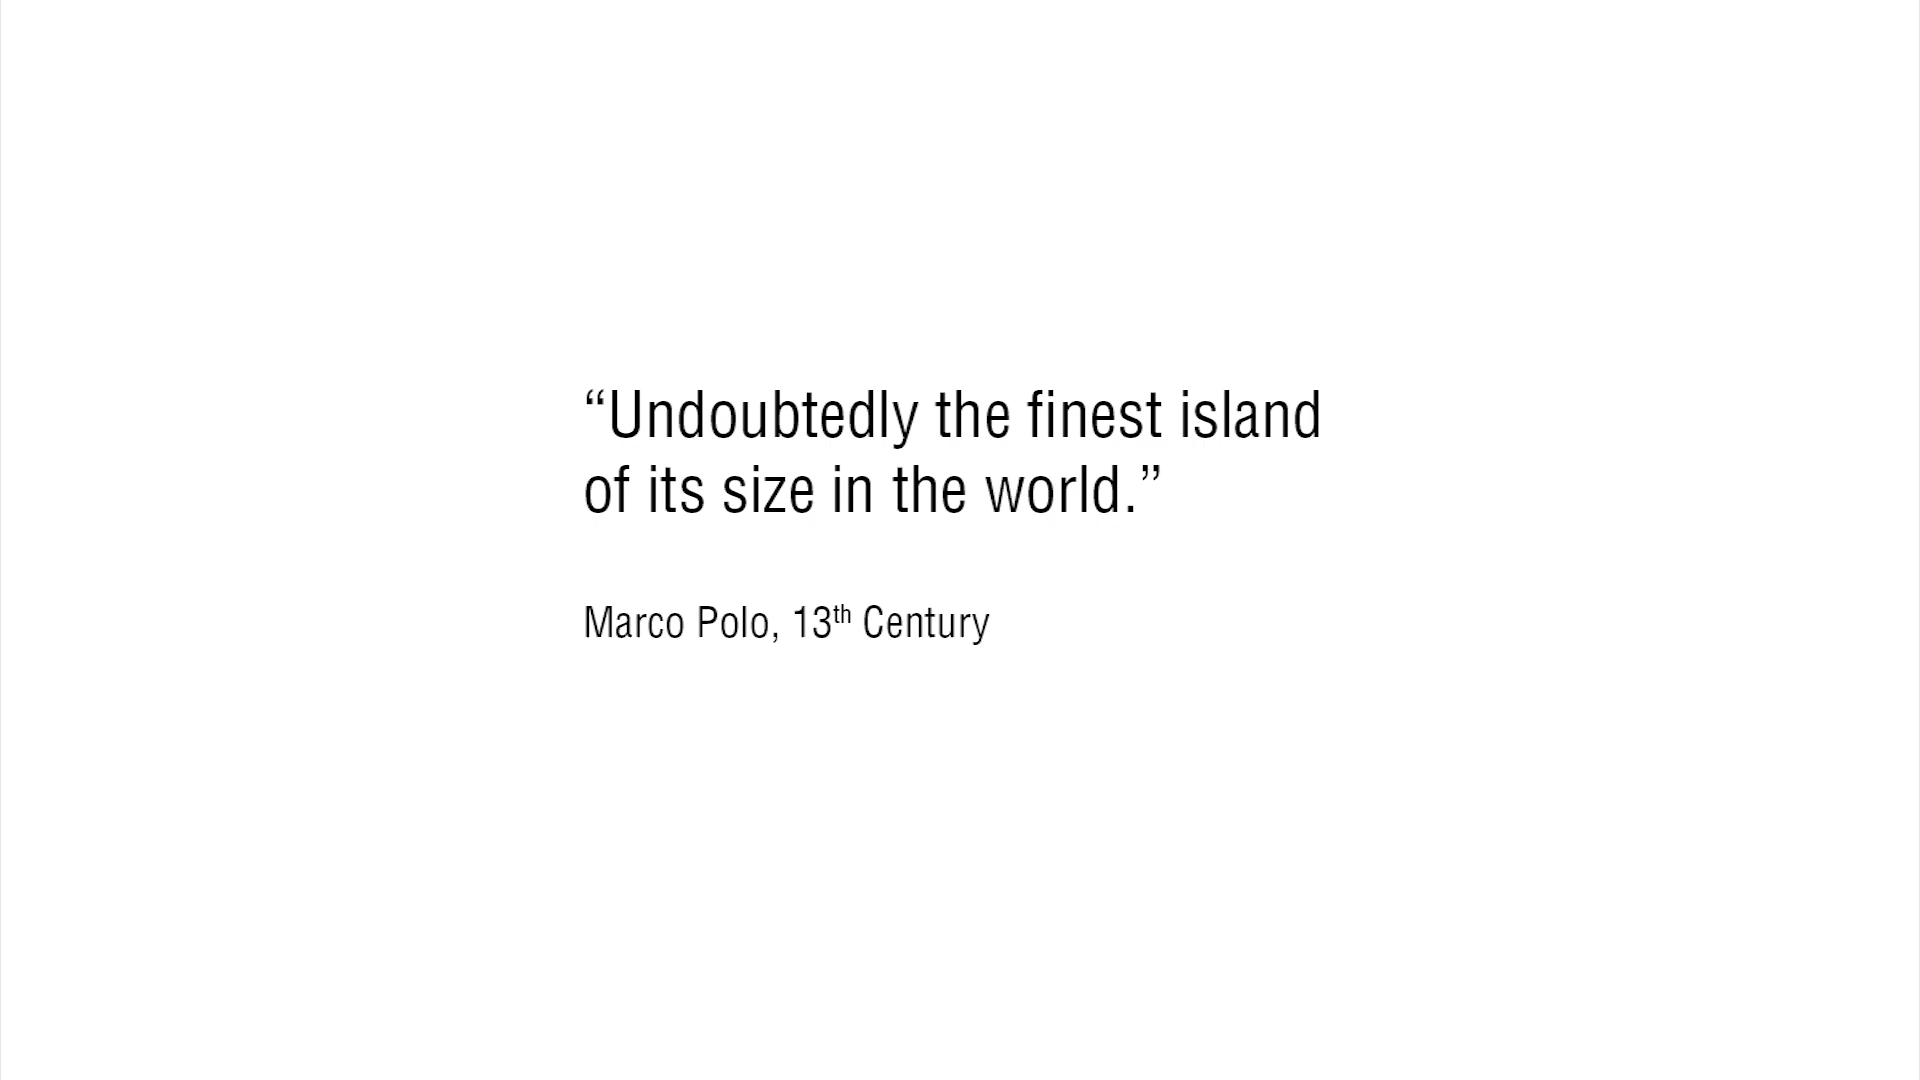 “Undoubtedly the finest island
of its size in the world.”
Marco Polo, 13th Century